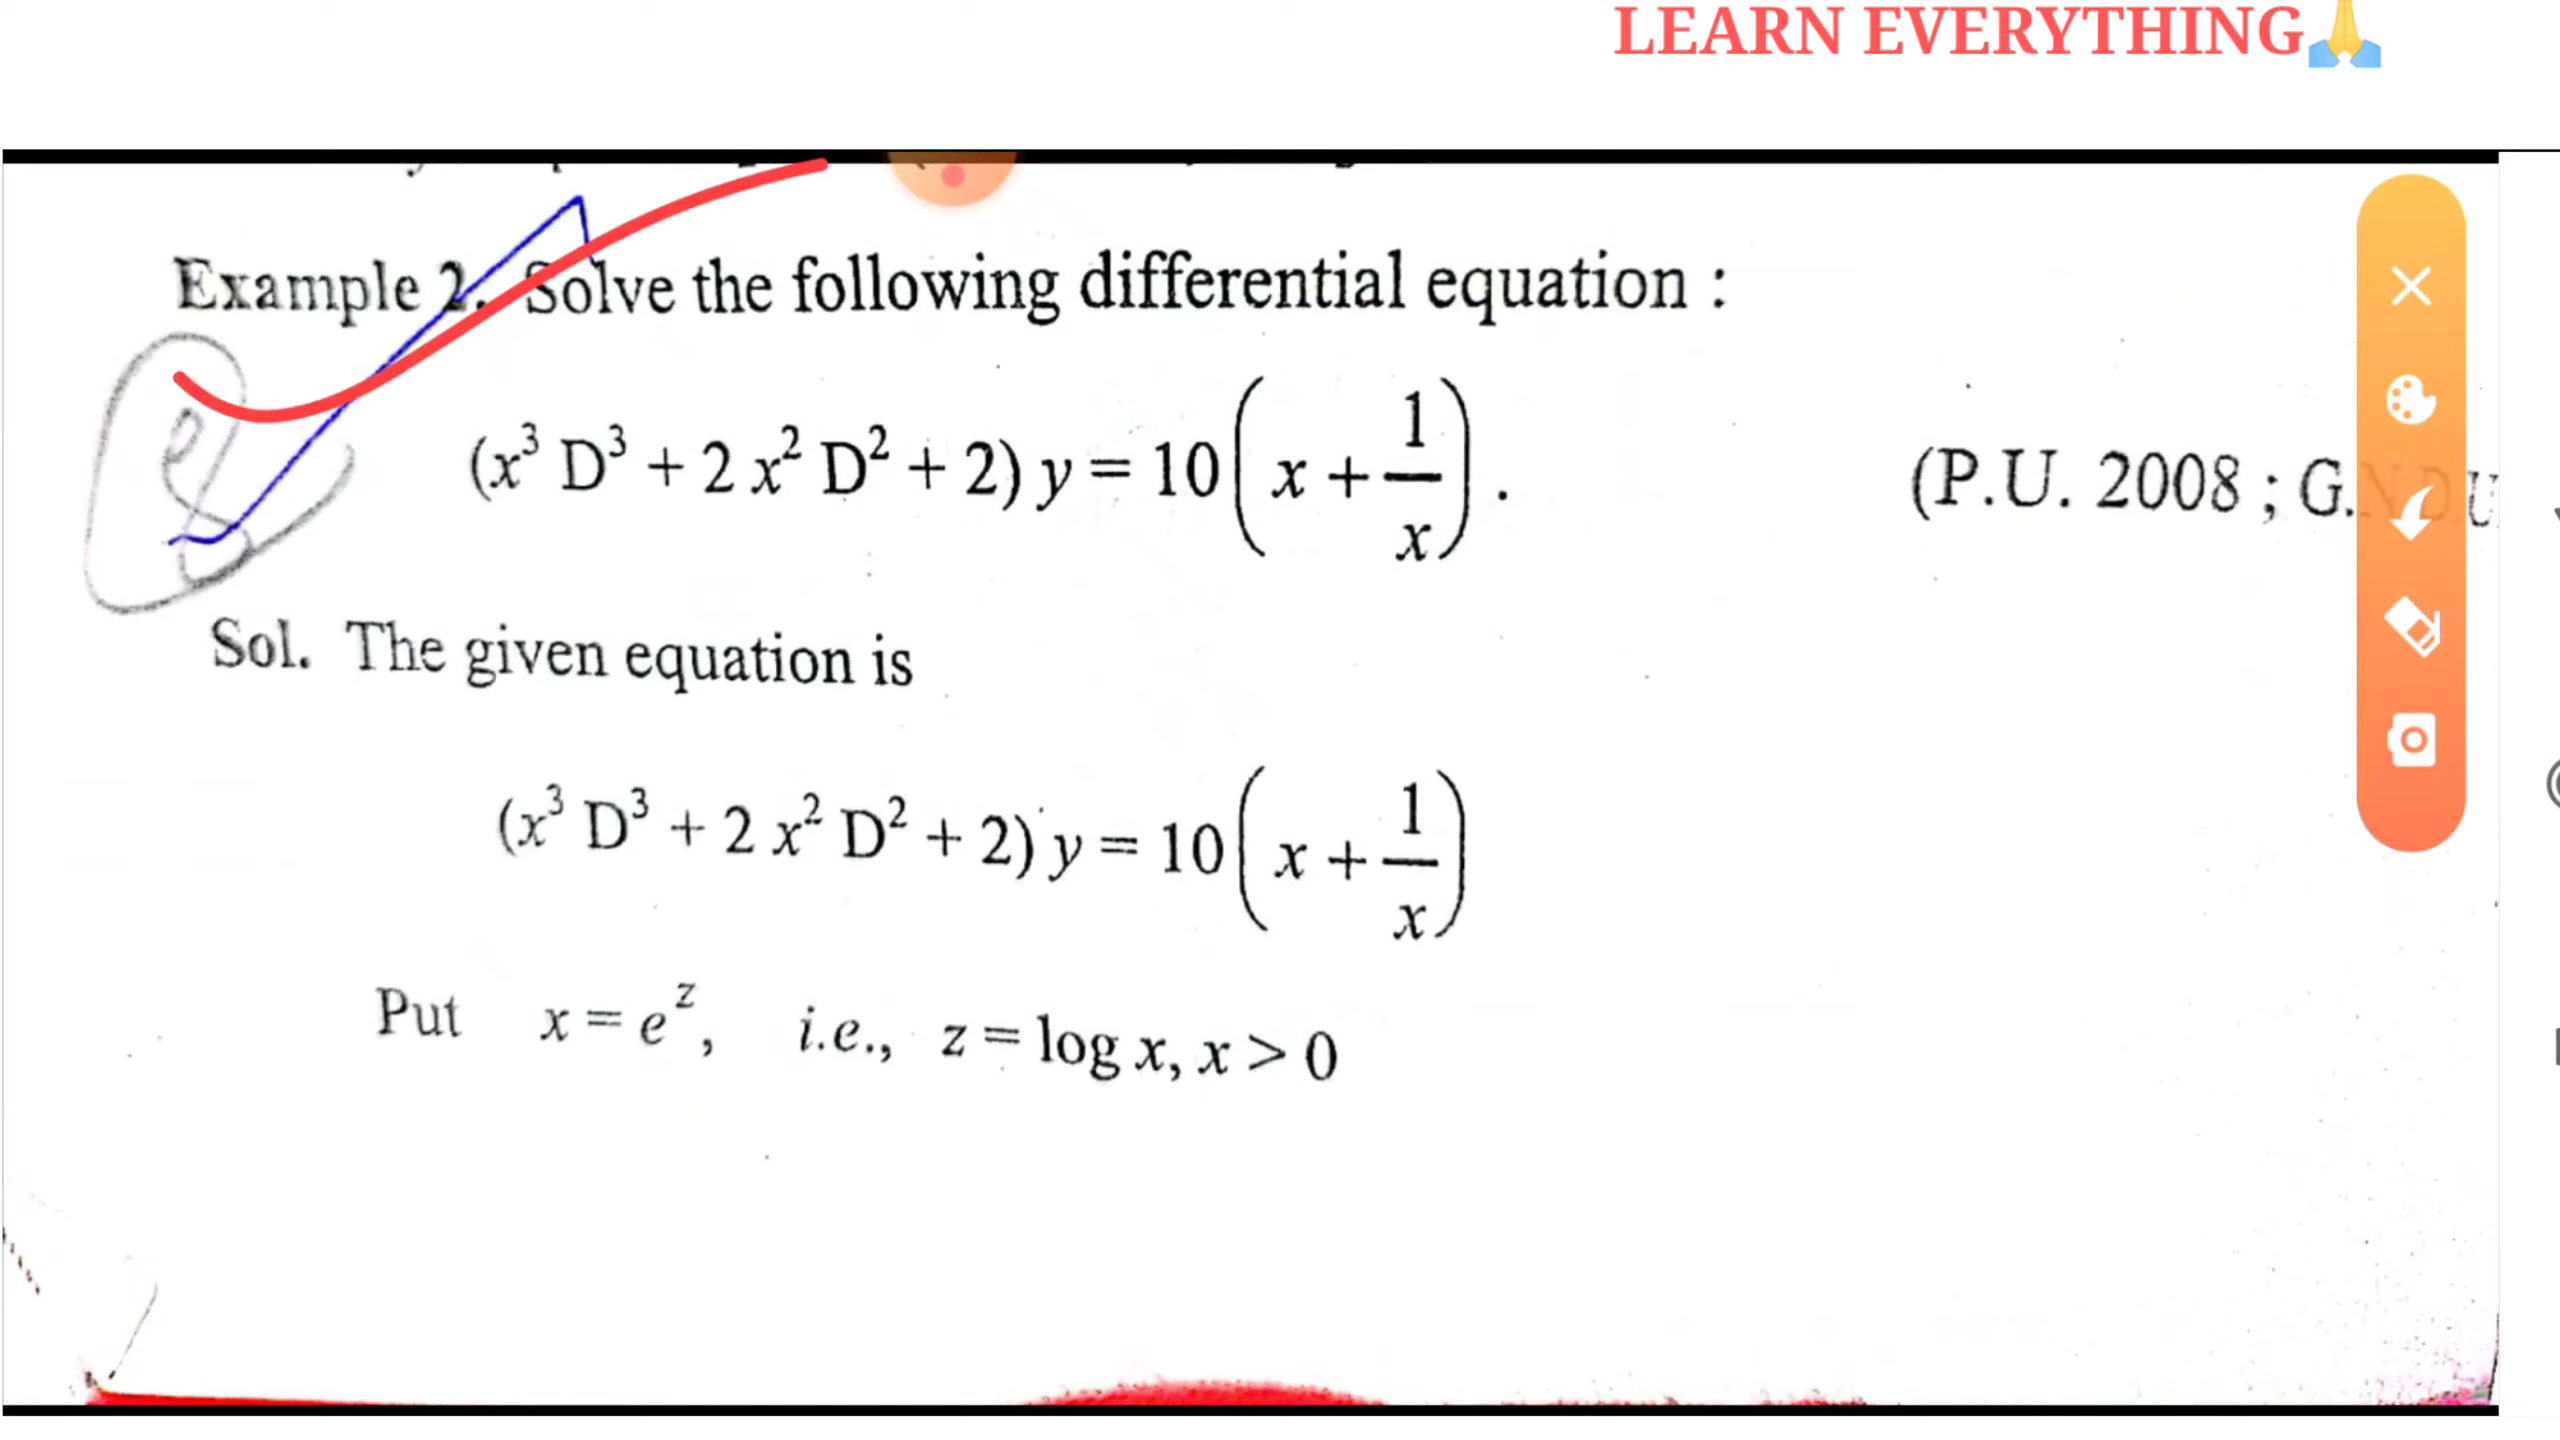 LEARN EVERYTHING🙏
Example 2. Solve the following differential equation :
(x³ D³ + 2 x² D² + 2) y = 10 ( x + 1/x ) .
(P.U. 2008 ; G.N.D.U.
Sol. The given equation is
(x³ D³ + 2 x² D² + 2) y = 10 ( x + 1/x )
Put x = e^z, i.e., z = log x, x > 0